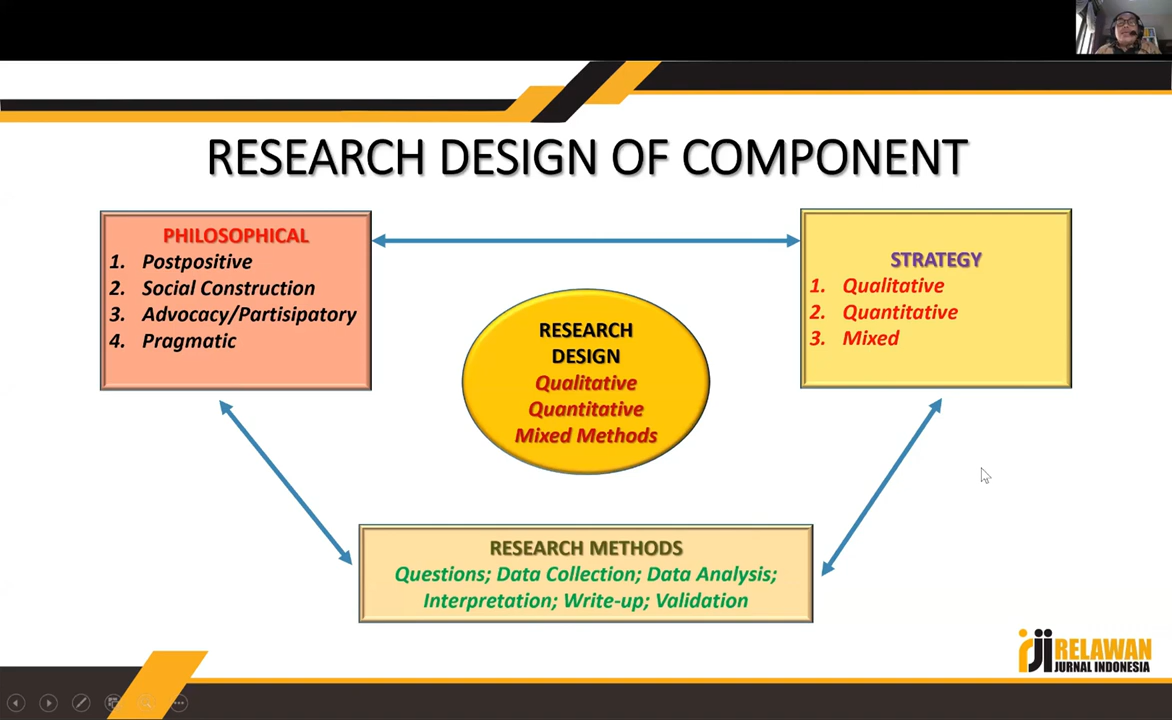 RESEARCH DESIGN OF COMPONENT
PHILOSOPHICAL
1. Postpositive
2. Social Construction
3. Advocacy/Partisipatory
4. Pragmatic
STRATEGY
1. Qualitative
2. Quantitative
3. Mixed
RESEARCH
DESIGN
Qualitative
Quantitative
Mixed Methods
RESEARCH METHODS
Questions; Data Collection; Data Analysis;
Interpretation; Write-up; Validation
RELAWAN
JURNAL INDONESIA